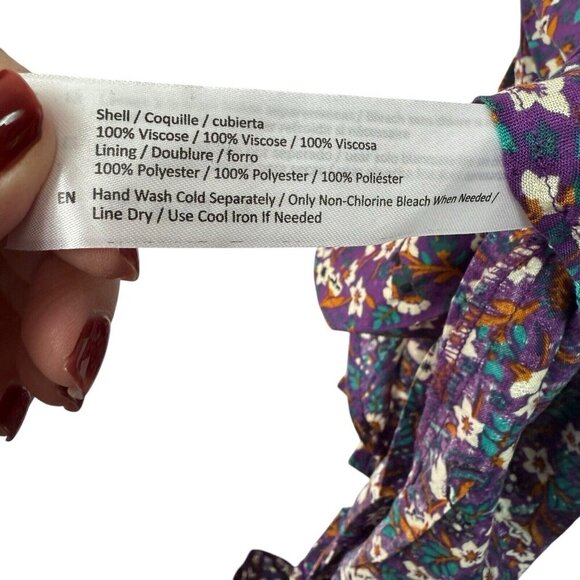 Shell / Coquille / cubierta
100% Viscose / 100% Viscose / 100% Viscosa
Lining / Doublure / forro
100% Polyester / 100% Polyester / 100% Poliéster
EN Hand Wash Cold Separately / Only Non-Chlorine Bleach When Needed /
Line Dry / Use Cool Iron If Needed